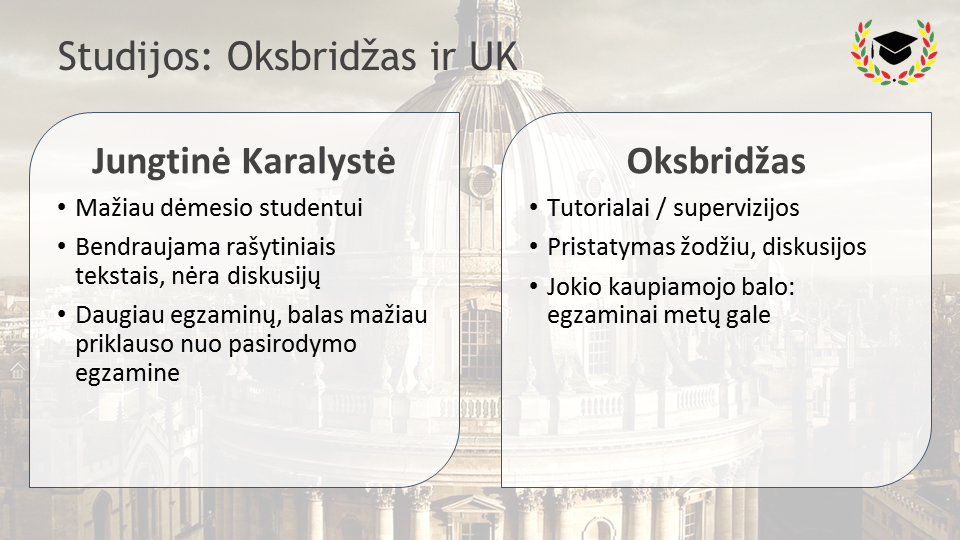 Studijos: Oksbridžas ir UK
Jungtinė Karalystė
• Mažiau dėmesio studentui
• Bendraujama rašytiniais
tekstais, nėra diskusijų
• Daugiau egzaminų, balas mažiau
priklauso nuo pasirodymo
egzamine
Oksbridžas
• Tutorialai / supervizijos
• Pristatymas žodžiu, diskusijos
• Jokio kaupiamojo balo:
egzaminai metų gale